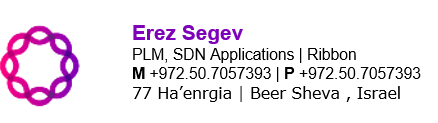 Erez Segev
PLM, SDN Applications | Ribbon
M +972.50.7057393 | P +972.50.7057393
77 Ha’enrgia | Beer Sheva , Israel